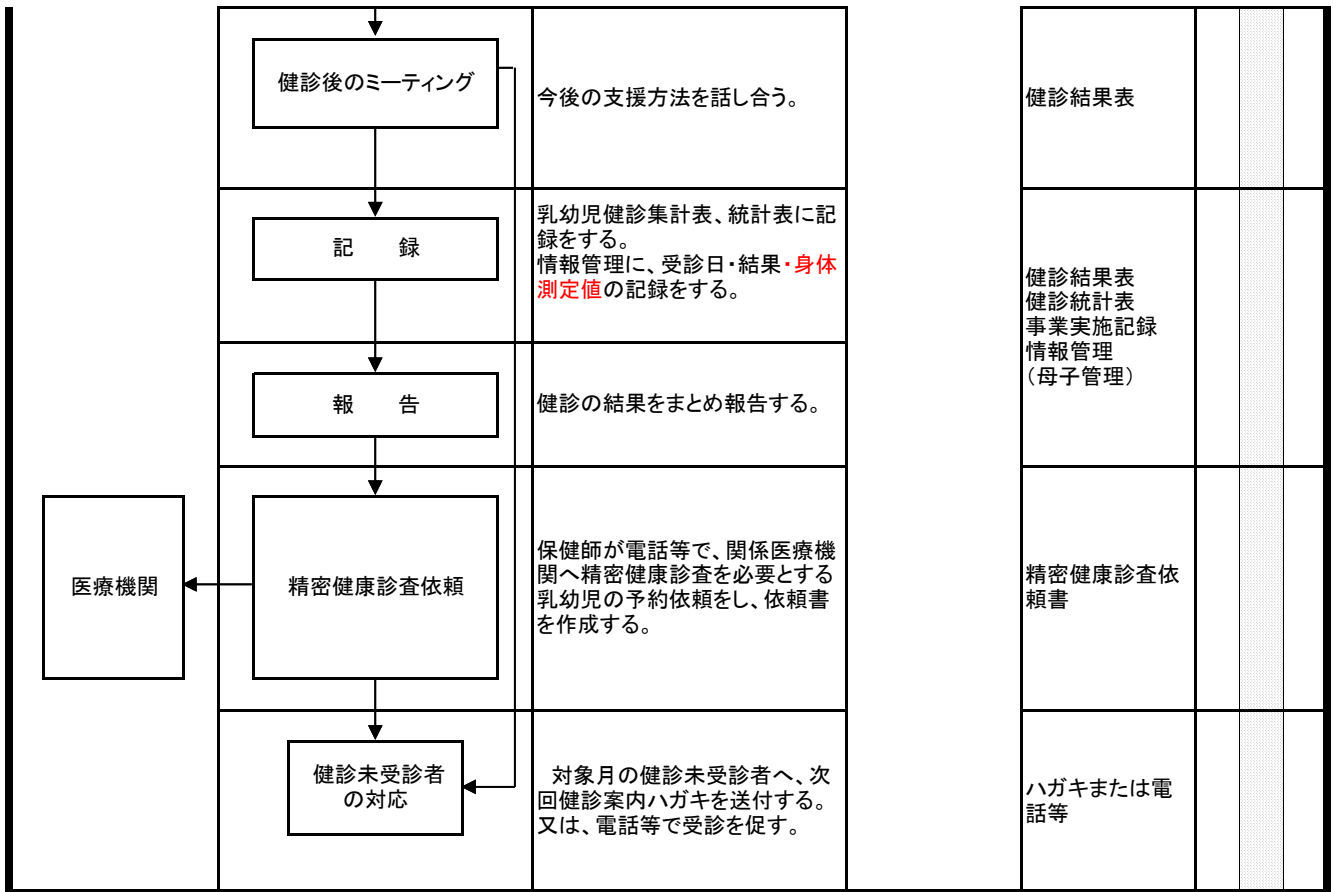 健診後のミーティング
今後の支援方法を話し合う。
健診結果表
記　　録
乳幼児健診集計表、統計表に記
録をする。
情報管理に、受診日・結果・身体
測定値の記録をする。
健診結果表
健診統計表
事業実施記録
情報管理
（母子管理）
報　　告
健診の結果をまとめ報告する。
医療機関
精密健康診査依頼
保健師が電話等で、関係医療機
関へ精密健康診査を必要とする
乳幼児の予約依頼をし、依頼書
を作成する。
精密健康診査依
頼書
健診未受診者
の対応
対象月の健診未受診者へ、次
回健診案内ハガキを送付する。
又は、電話等で受診を促す。
ハガキまたは電
話等